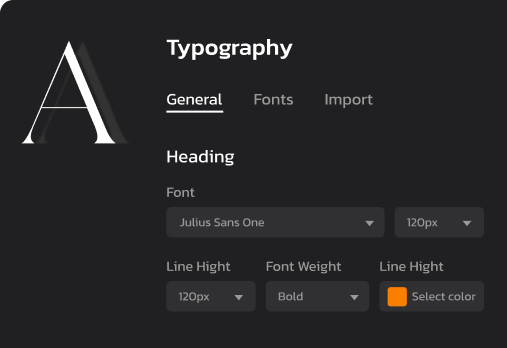 A
Typography
General Fonts Import
Heading
Font
Julius Sans One 120px
Line Hight Font Weight Line Hight
120px Bold Select color